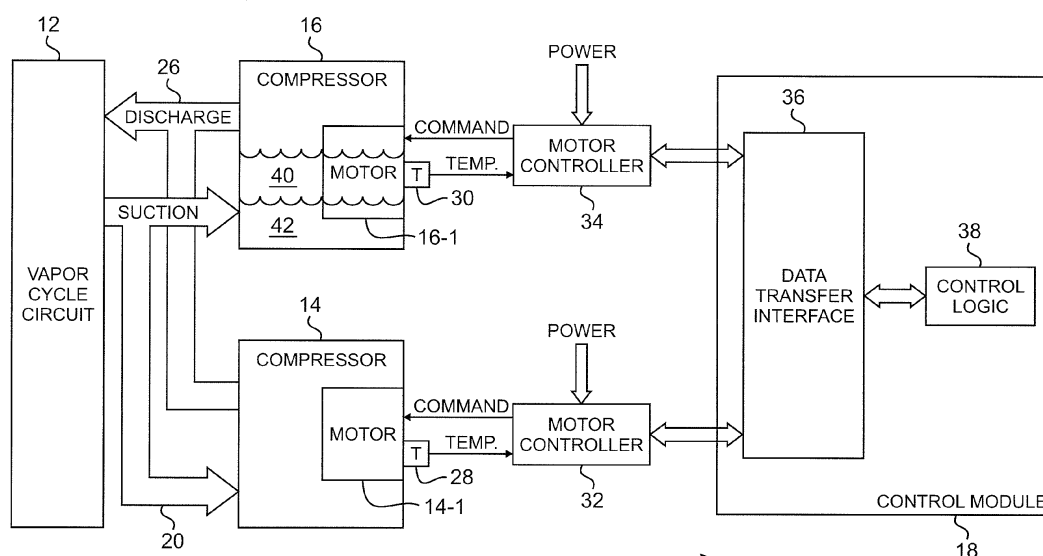 12
16
26
COMPRESSOR
DISCHARGE
40
MOTOR
42
SUCTION
T
30
16-1
COMMAND
TEMP.
POWER
MOTOR
CONTROLLER
34
36
DATA
TRANSFER
INTERFACE
38
CONTROL
LOGIC
VAPOR
CYCLE
CIRCUIT
14
COMPRESSOR
MOTOR
T
28
14-1
COMMAND
TEMP.
POWER
MOTOR
CONTROLLER
32
20
CONTROL MODULE
18